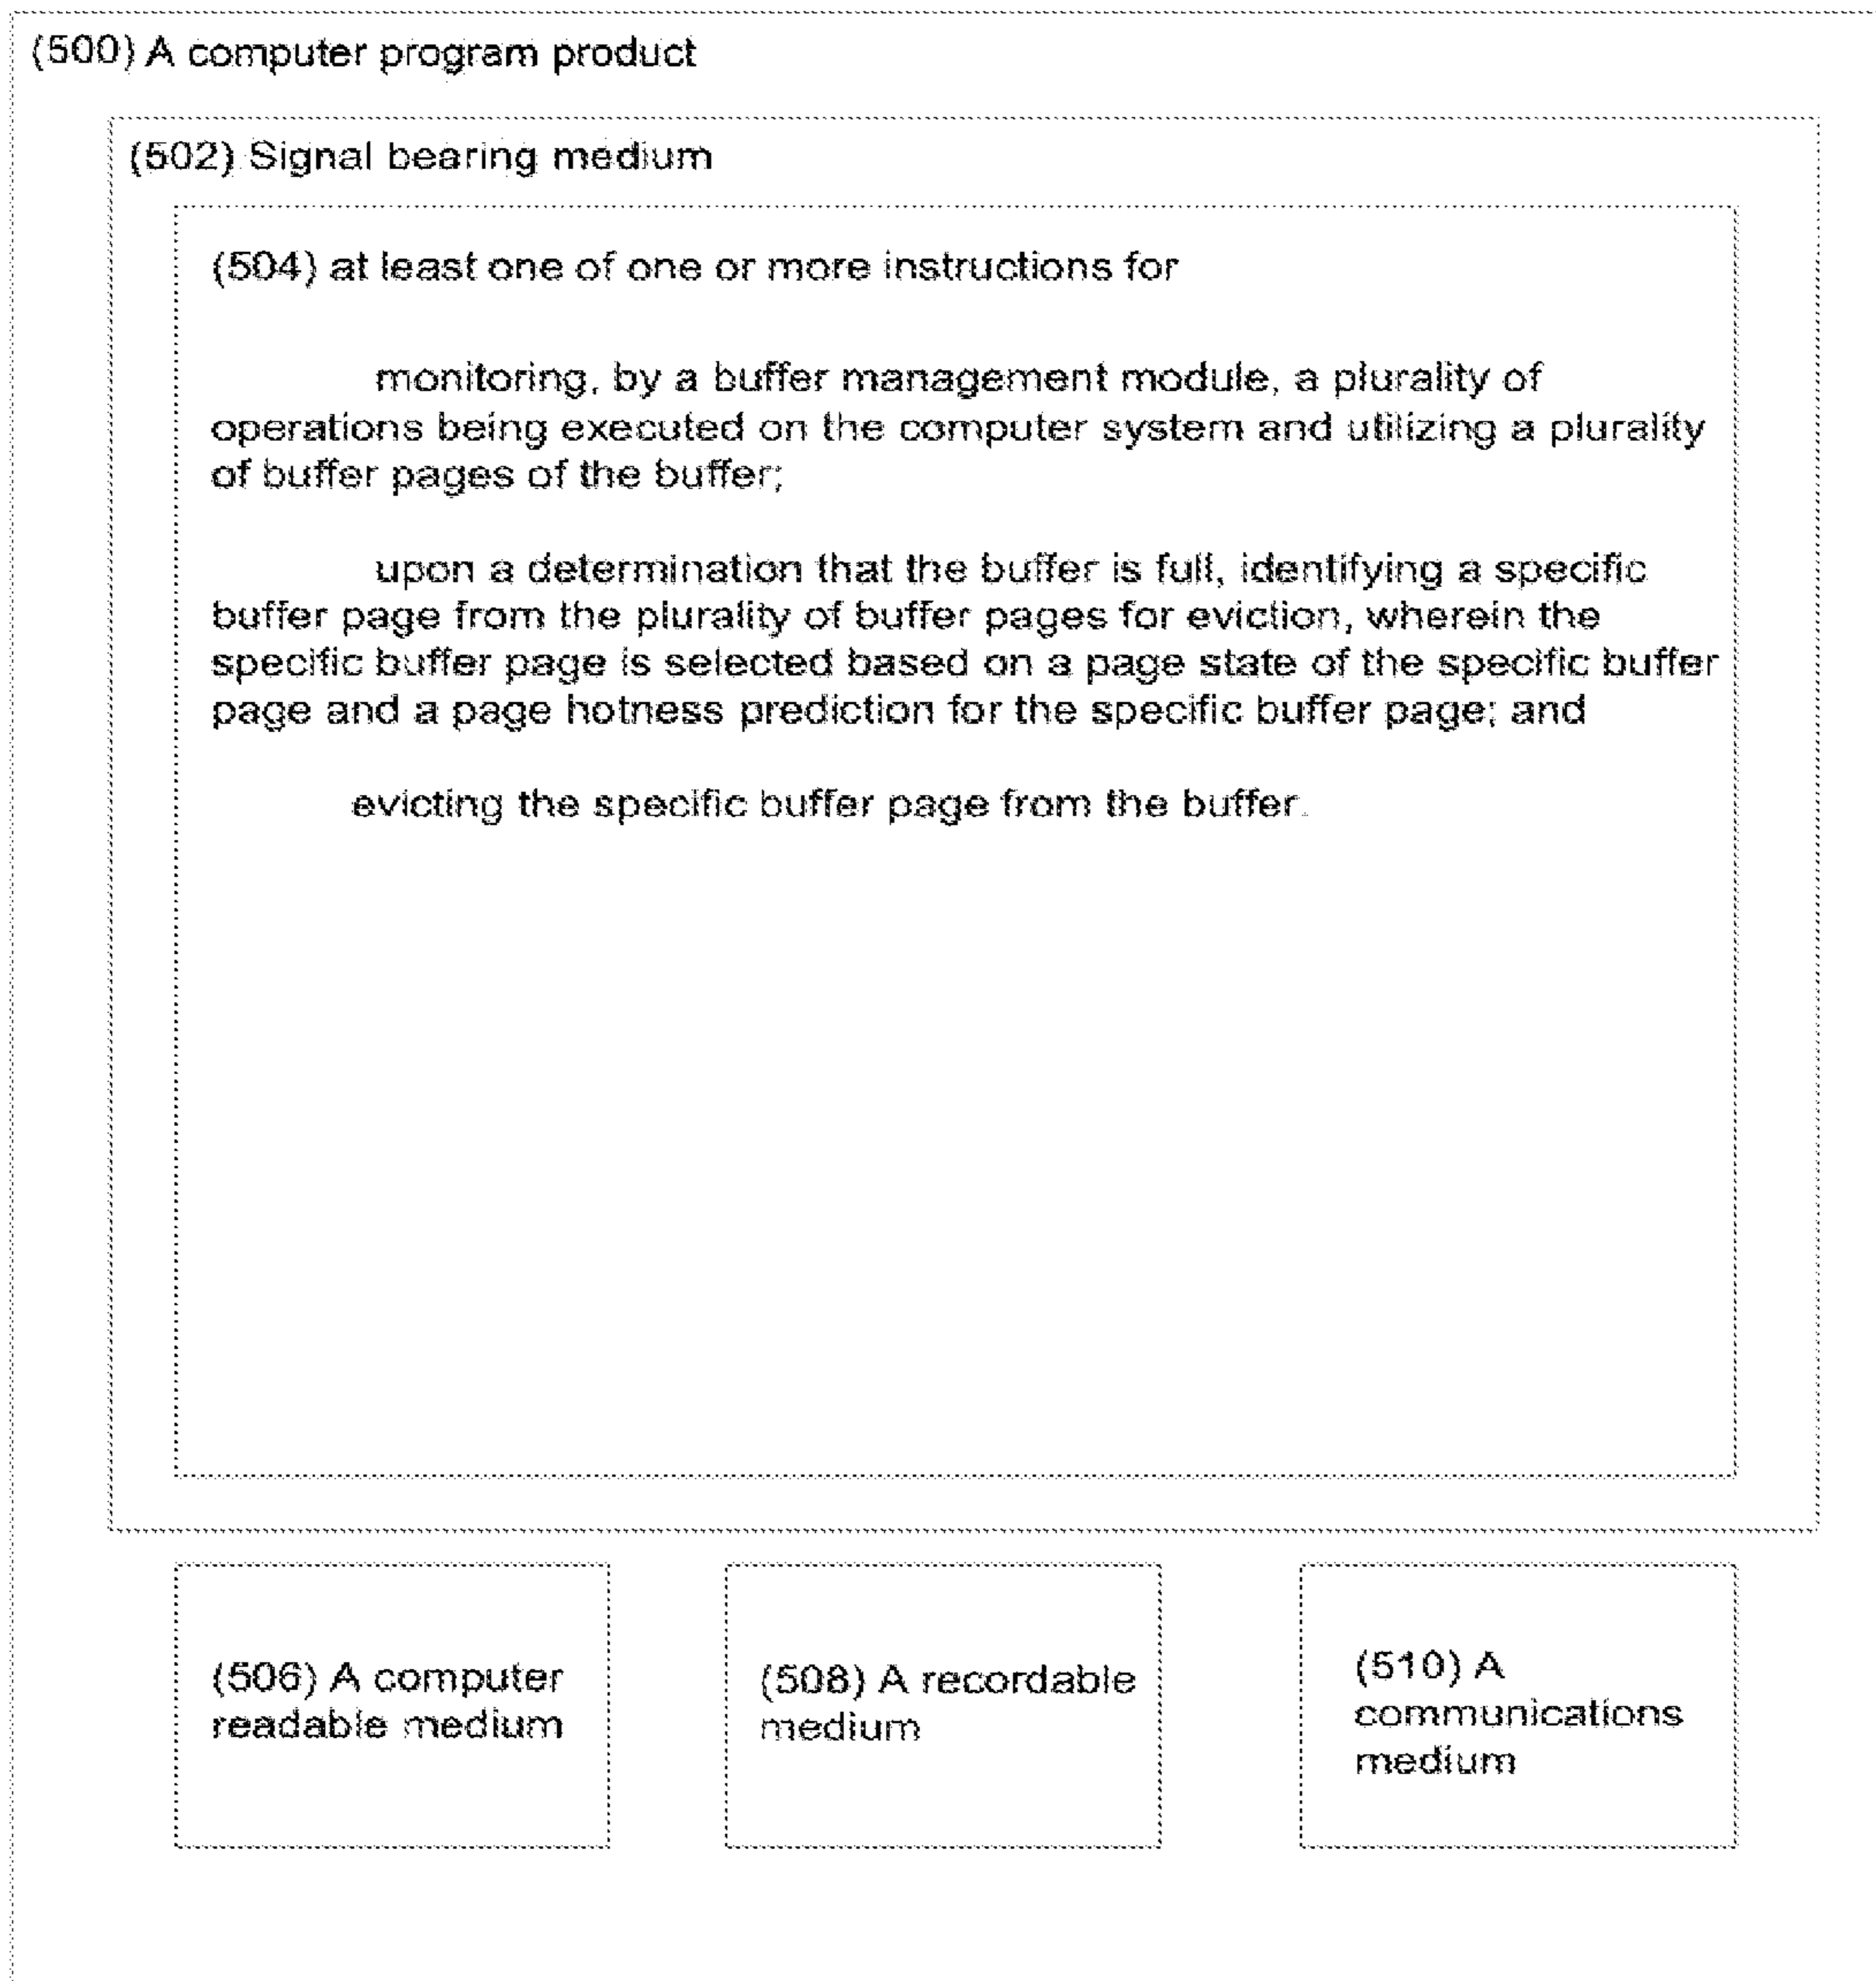 (500) A computer program product
(502) Signal bearing medium
(504) at least one of one or more instructions for
monitoring, by a buffer management module, a plurality of
operations being executed on the computer system and utilizing a plurality
of buffer pages of the buffer;
upon a determination that the buffer is full, identifying a specific
buffer page from the plurality of buffer pages for eviction, wherein the
specific buffer page is selected based on a page state of the specific buffer
page and a page hotness prediction for the specific buffer page; and
evicting the specific buffer page from the buffer.
(506) A computer
readable medium
(508) A recordable
medium
(510) A
communications
medium